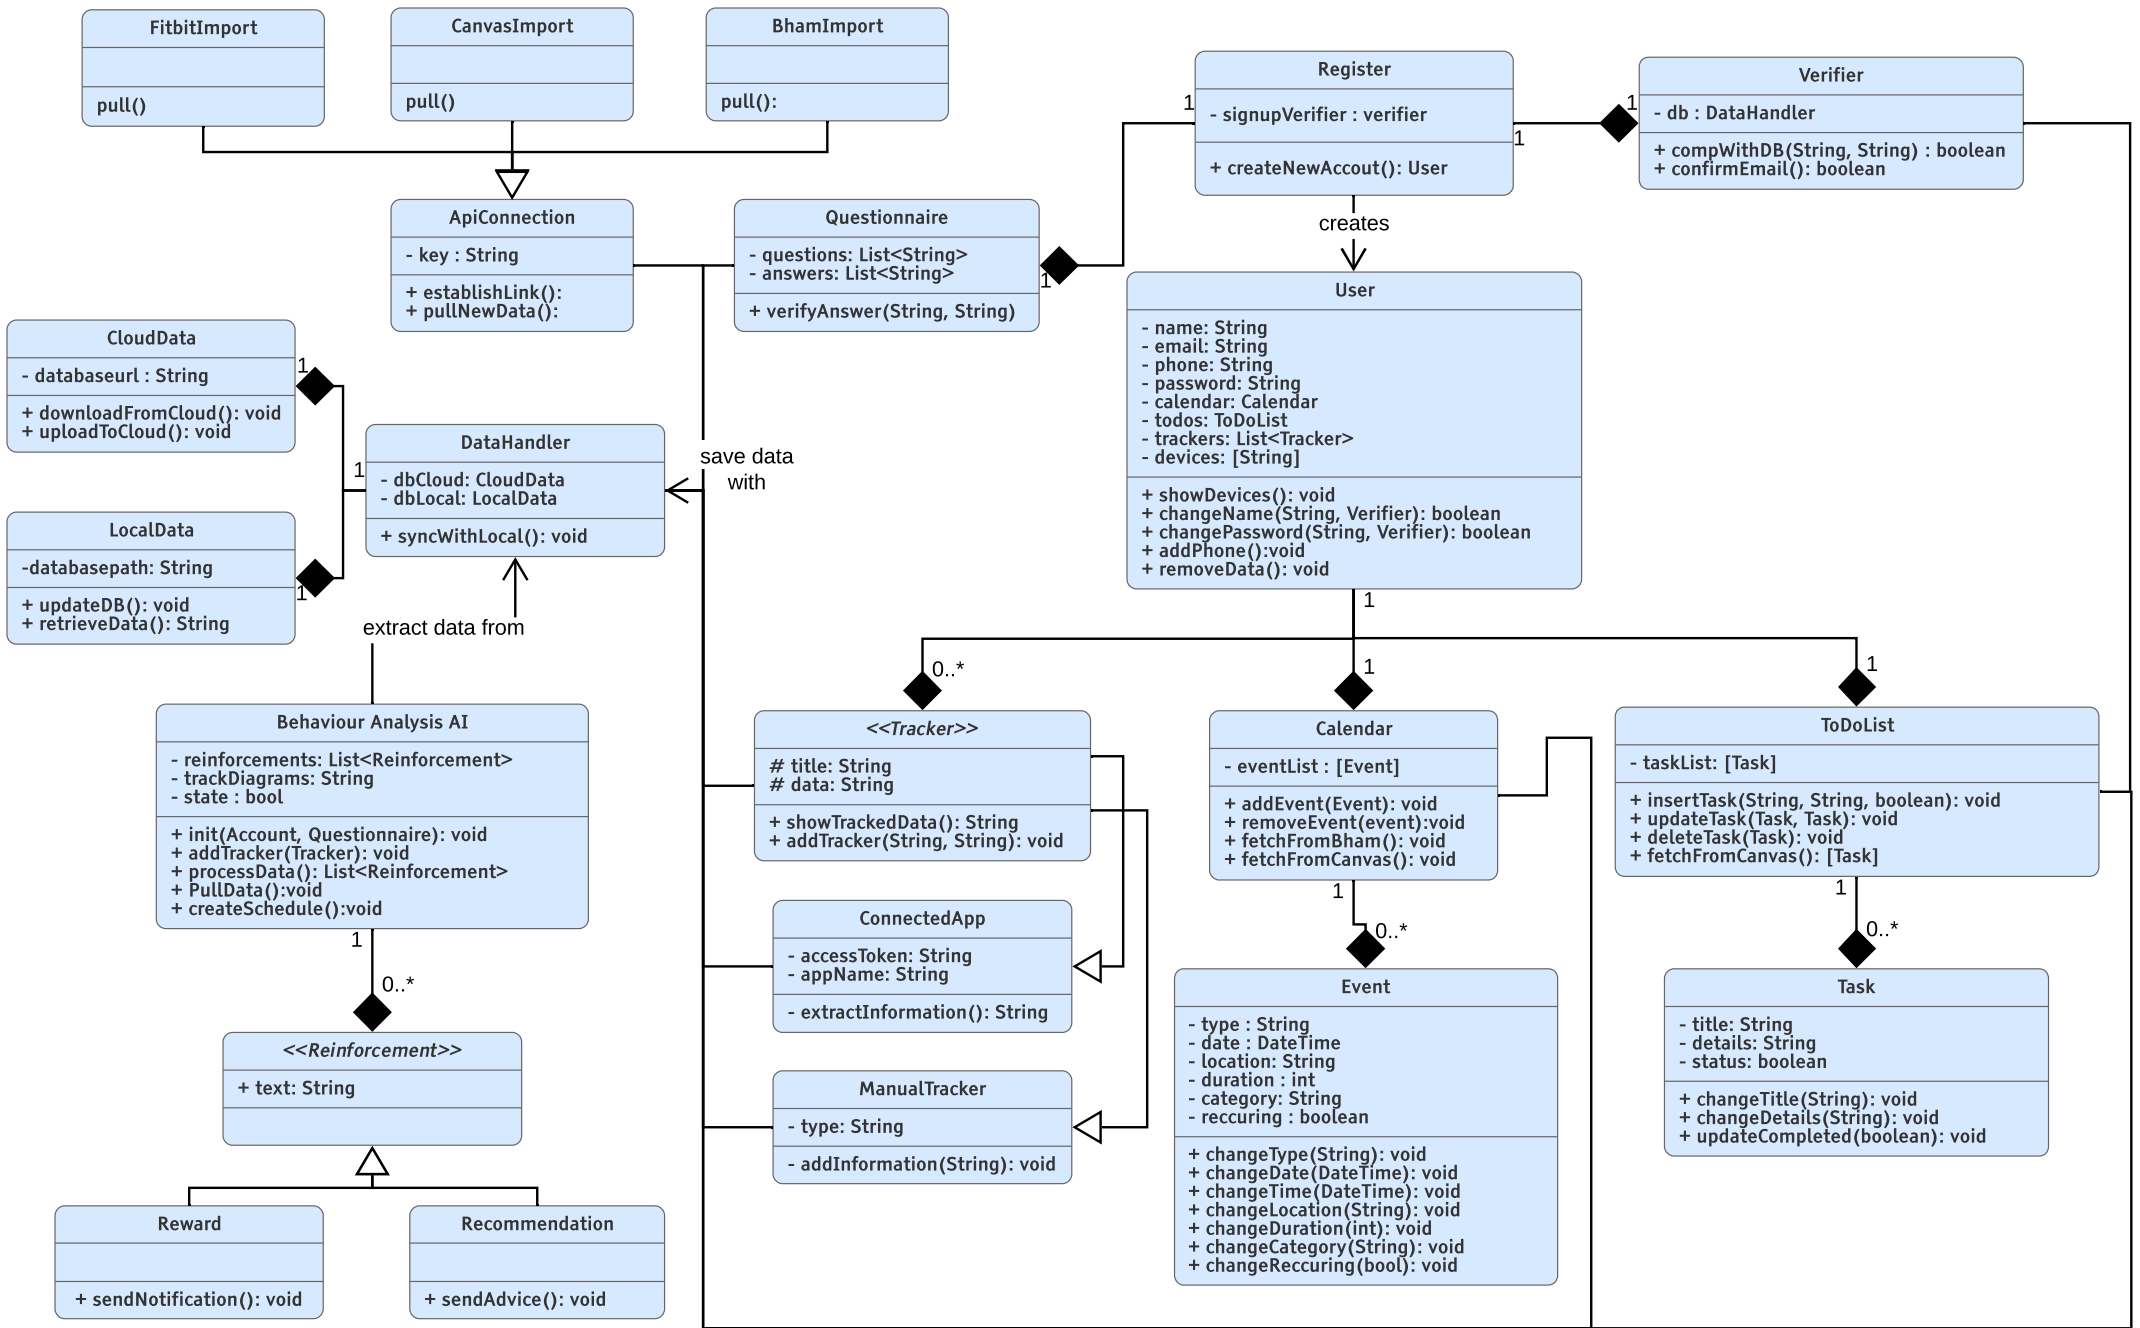 FitbitImport
pull()
CanvasImport
pull()
BhamImport
pull():
Register
- signupVerifier : verifier
+ createNewAccout(): User
Verifier
- db : DataHandler
+ compWithDB(String, String) : boolean
+ confirmEmail(): boolean
1
1
1
1
creates
ApiConnection
- key : String
+ establishLink():
+ pullNewData():
Questionnaire
- questions: List<String>
- answers: List<String>
+ verifyAnswer(String, String)
User
- name: String
- email: String
- phone: String
- password: String
- calendar: Calendar
- todos: ToDoList
- trackers: List<Tracker>
- devices: [String]
+ showDevices(): void
+ changeName(String, Verifier): boolean
+ changePassword(String, Verifier): boolean
+ addPhone():void
+ removeData(): void
CloudData
- databaseurl : String
+ downloadFromCloud(): void
+ uploadToCloud(): void
1
DataHandler
- dbCloud: CloudData
- dbLocal: LocalData
+ syncWithLocal(): void
1
save data
with
LocalData
-databasepath: String
+ updateDB(): void
+ retrieveData(): String
1
extract data from
1
0..*
1
1
Behaviour Analysis AI
- reinforcements: List<Reinforcement>
- trackDiagrams: String
- state : bool
+ init(Account, Questionnaire): void
+ addTracker(Tracker): void
+ processData(): List<Reinforcement>
+ PullData():void
+ createSchedule():void
1
0..*
<<Tracker>>
# title: String
# data: String
+ showTrackedData(): String
+ addTracker(String, String): void
Calendar
- eventList : [Event]
+ addEvent(Event): void
+ removeEvent(event):void
+ fetchFromBham(): void
+ fetchFromCanvas(): void
1
0..*
ToDoList
- taskList: [Task]
+ insertTask(String, String, boolean): void
+ updateTask(Task, Task): void
+ deleteTask(Task): void
+ fetchFromCanvas(): [Task]
1
0..*
ConnectedApp
- accessToken: String
- appName: String
- extractInformation(): String
ManualTracker
- type: String
- addInformation(String): void
Event
- type : String
- date : DateTime
- location: String
- duration : int
- category: String
- reccuring : boolean
+ changeType(String): void
+ changeDate(DateTime): void
+ changeTime(DateTime): void
+ changeLocation(String): void
+ changeDuration(int): void
+ changeCategory(String): void
+ changeReccuring(bool): void
Task
- title: String
- details: String
- status: boolean
+ changeTitle(String): void
+ changeDetails(String): void
+ updateCompleted(boolean): void
<<Reinforcement>>
+ text: String
Reward
+ sendNotification(): void
Recommendation
+ sendAdvice(): void